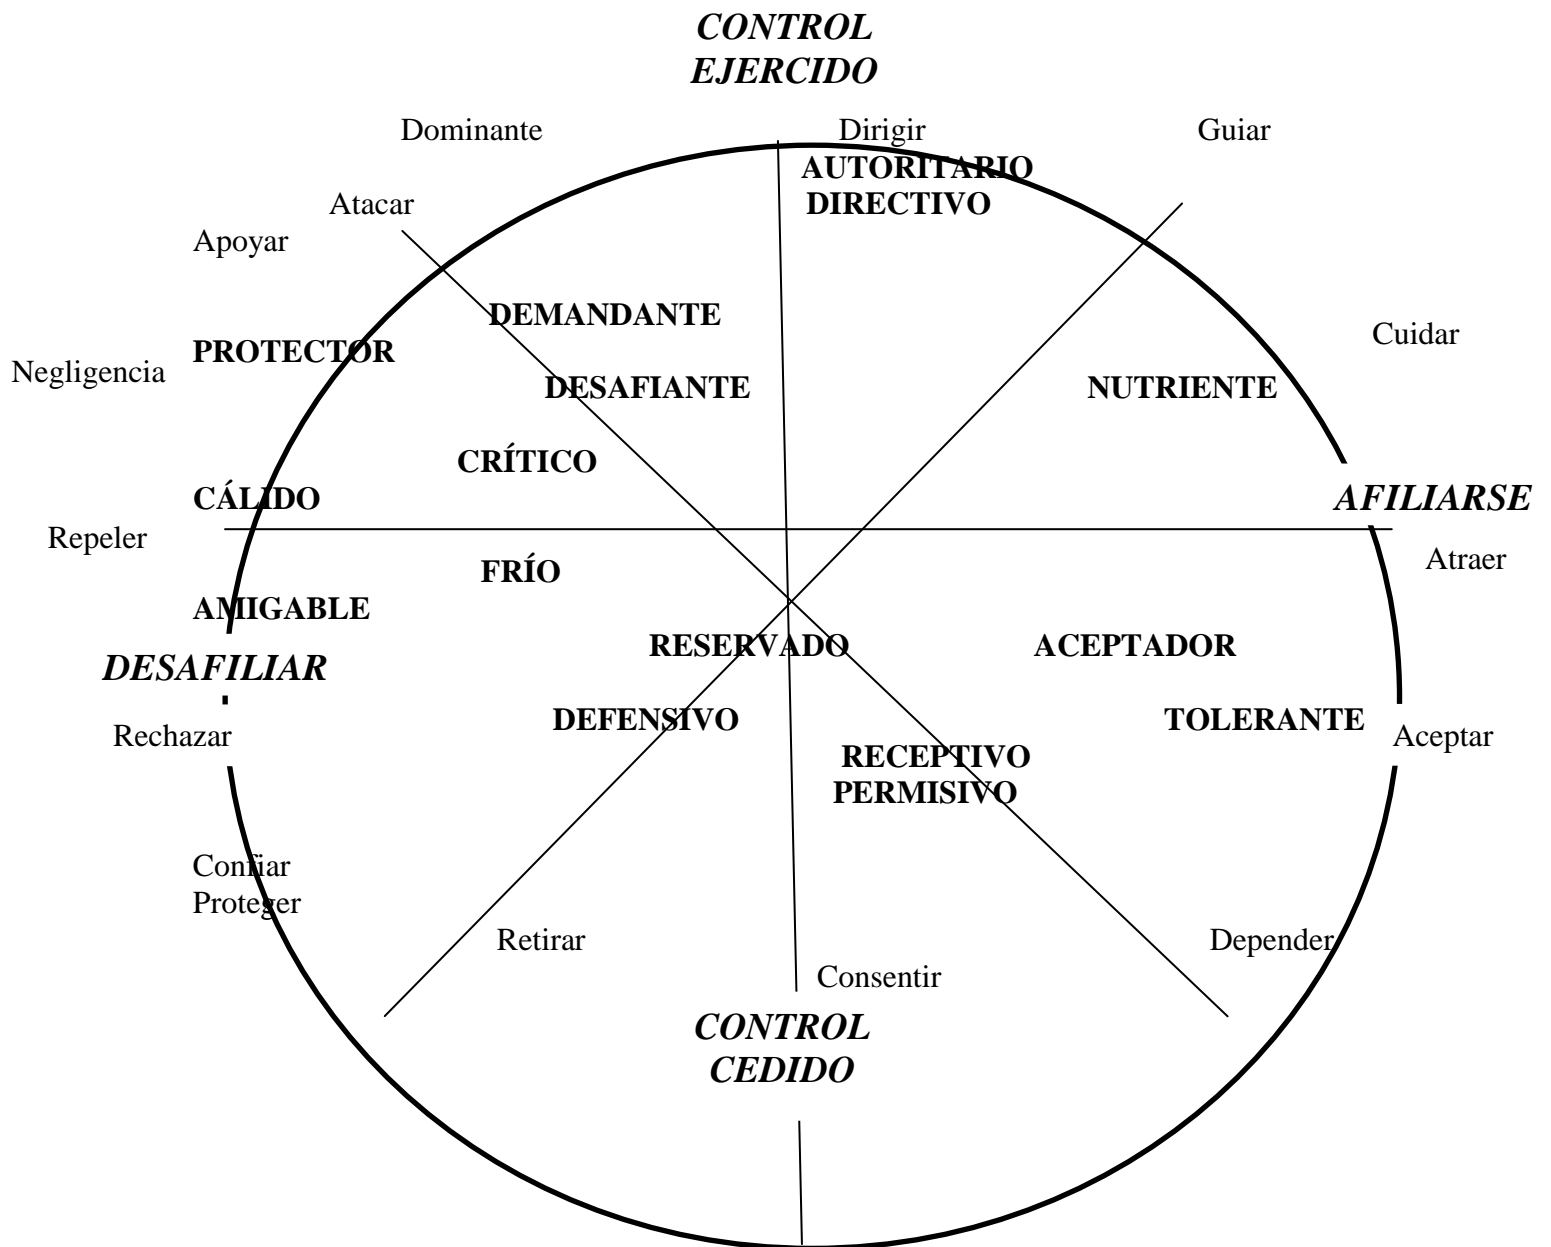 CONTROL
EJERCIDO
Dominante
Dirigir
Guiar
AUTORITARIO
Atacar
DIRECTIVO
Apoyar
DEMANDANTE
Cuidar
PROTECTOR
Negligencia
DESAFIANTE
NUTRIENTE
CRÍTICO
CÁLIDO
AFILIARSE
Repeler
Atraer
FRÍO
AMIGABLE
RESERVADO
ACEPTADOR
DESAFILIAR
DEFENSIVO
TOLERANTE
Rechazar
Aceptar
RECEPTIVO
PERMISIVO
Confiar
Proteger
Retirar
Depender
Consentir
CONTROL
CEDIDO